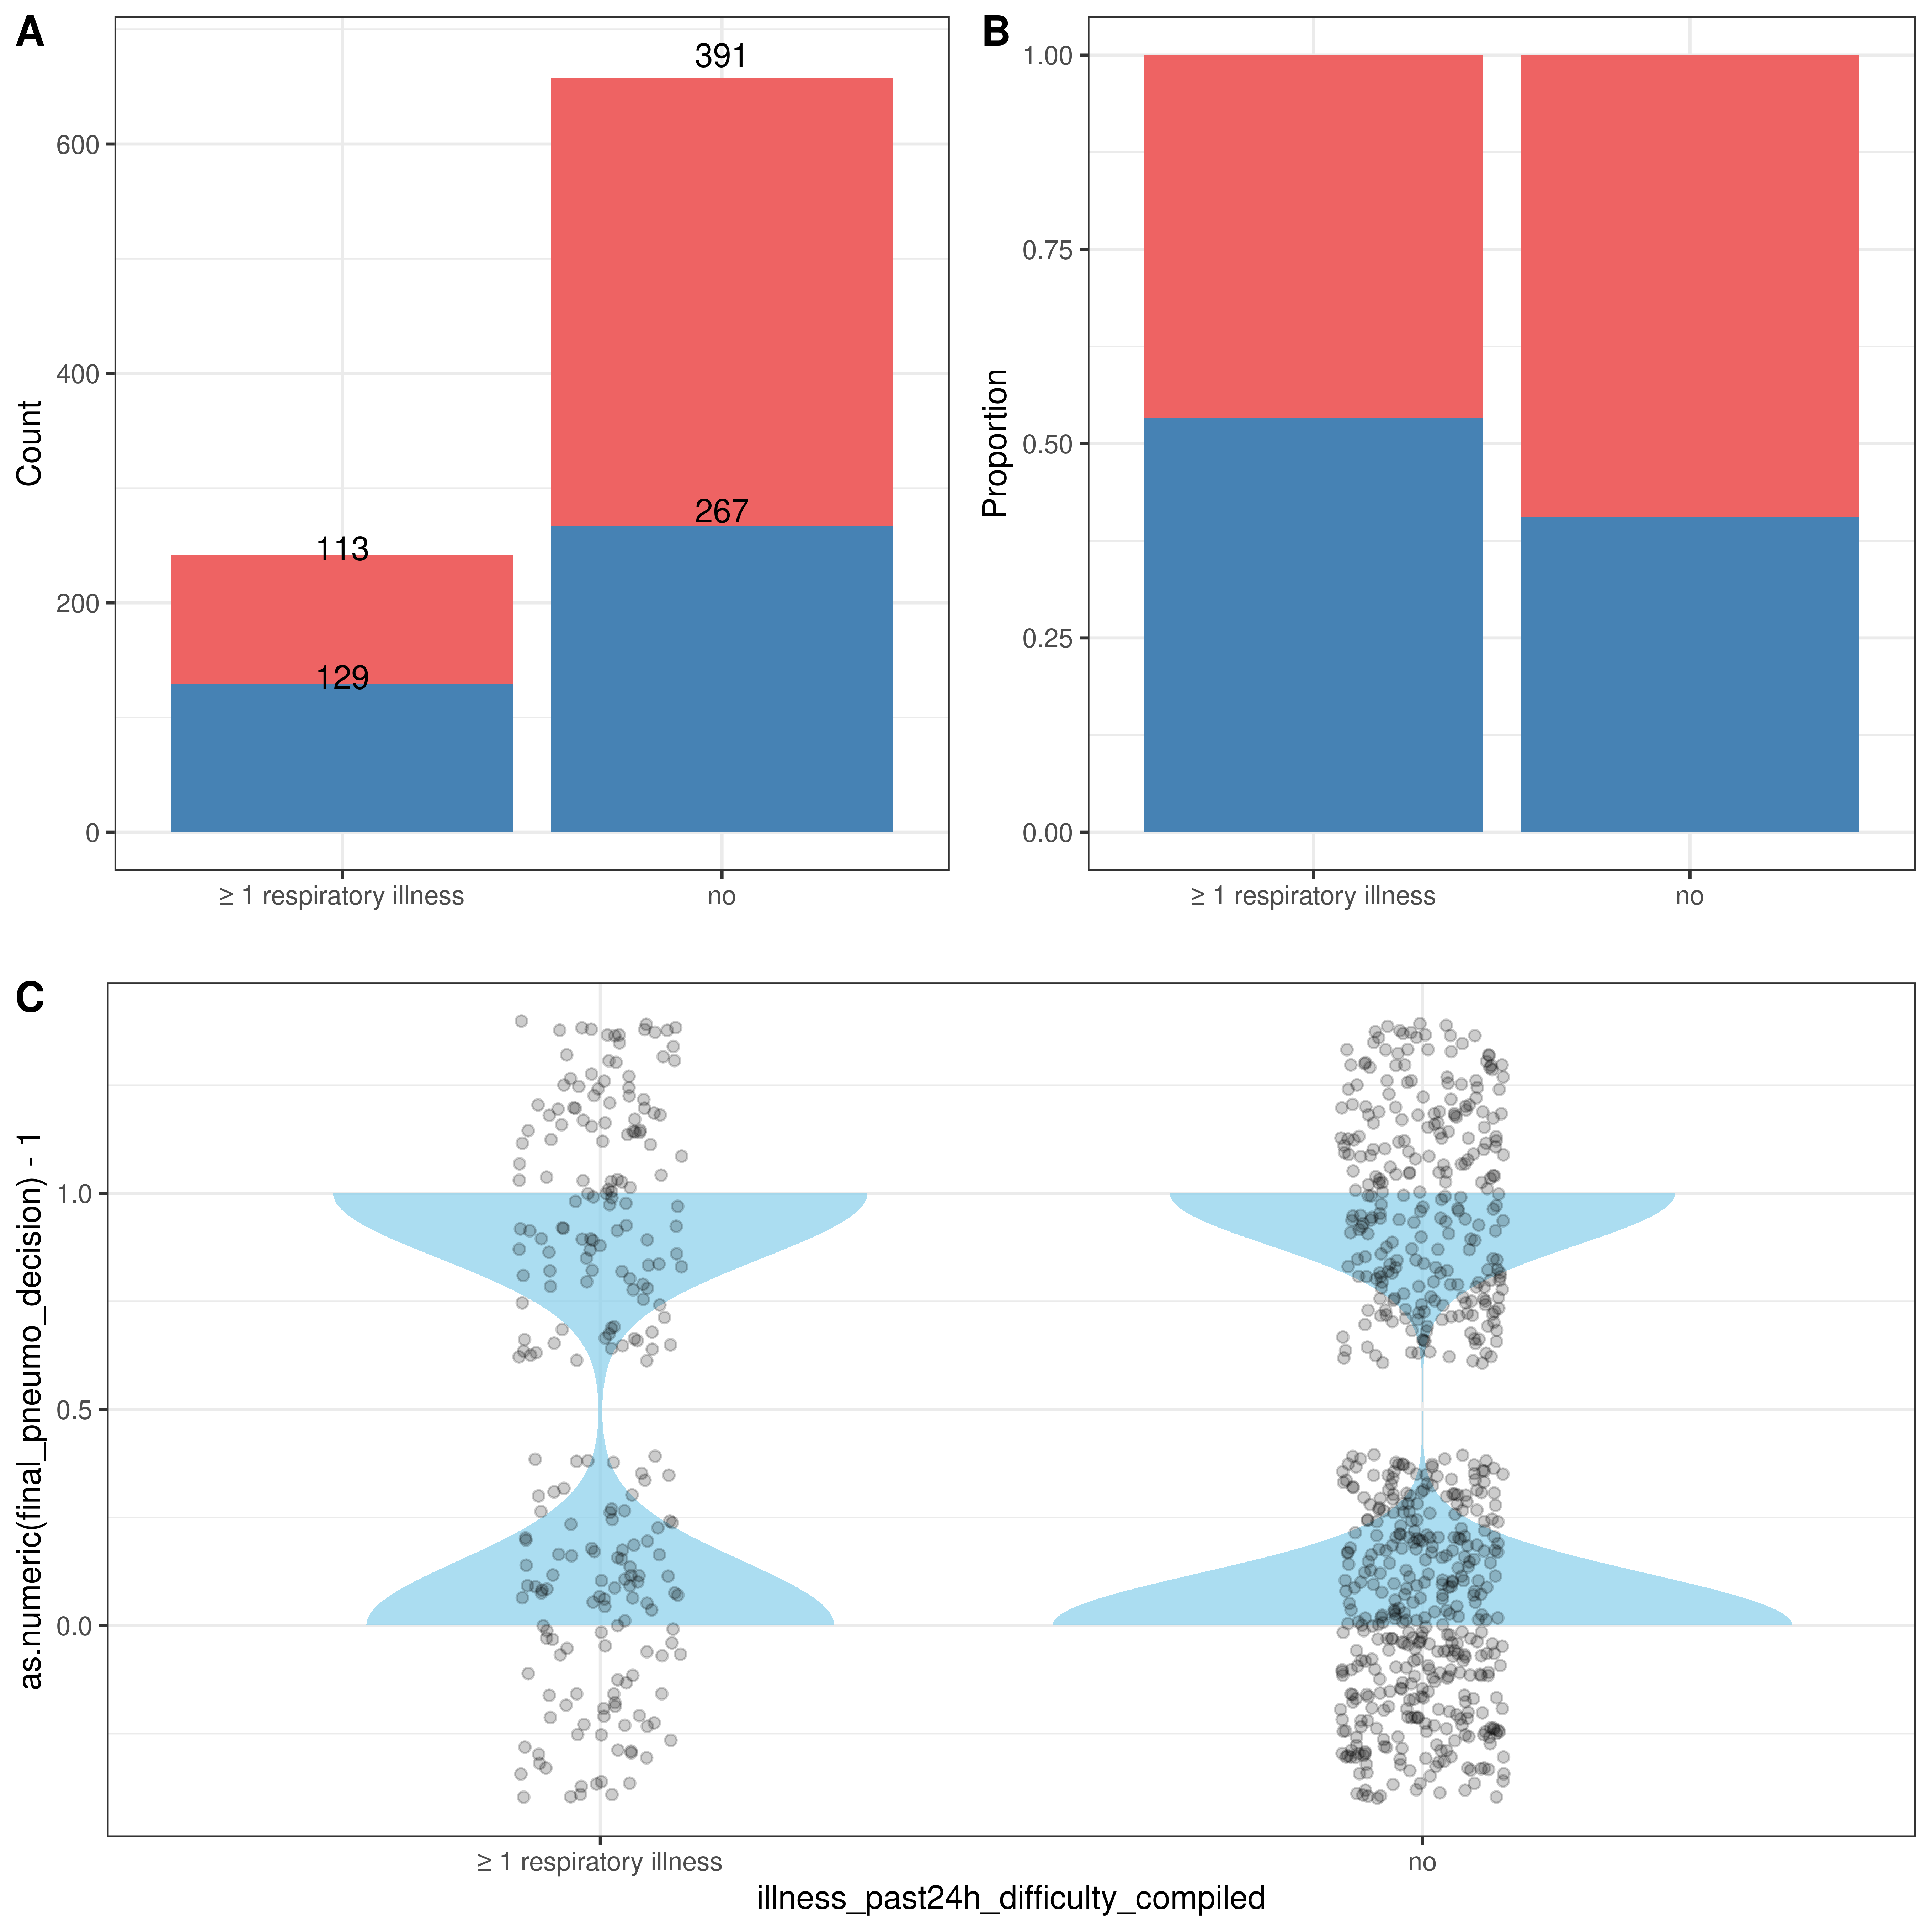 A
Count
600
400
200
0
391
267
113
129
≥ 1 respiratory illness
no
B
Proportion
1.00
0.75
0.50
0.25
0.00
≥ 1 respiratory illness
no
C
as.numeric(final_pneumo_decision) - 1
1.0
0.5
0.0
≥ 1 respiratory illness
no
illness_past24h_difficulty_compiled